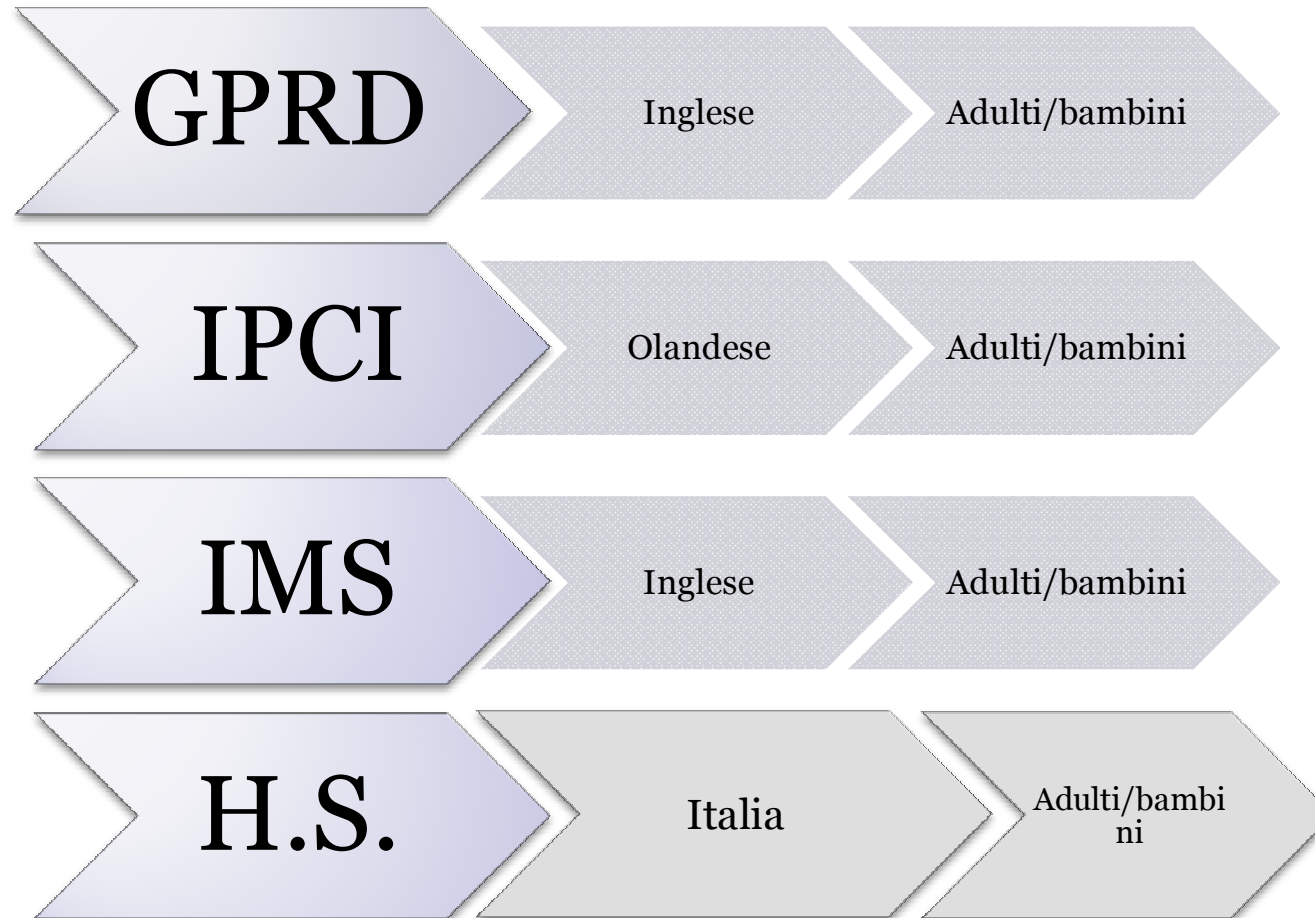 GPRD
Inglese
Adulti/bambini
IPCI
Olandese
Adulti/bambini
IMS
Inglese
Adulti/bambini
H.S.
Italia
Adulti/bambi
ni